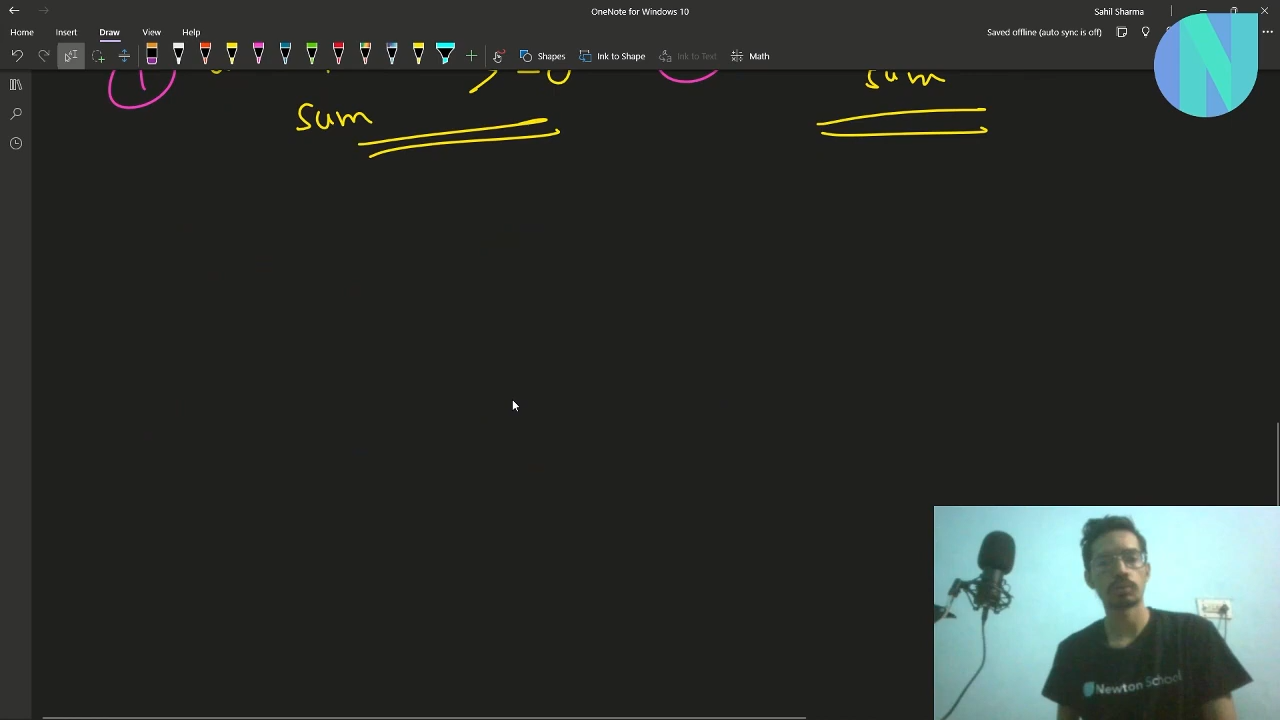 OneNote for Windows 10
Sahil Sharma
Home Insert Draw View Help
Saved offline (auto sync is off)
Shapes Ink to Shape Ink to Text Math
sum
sum
Newton School